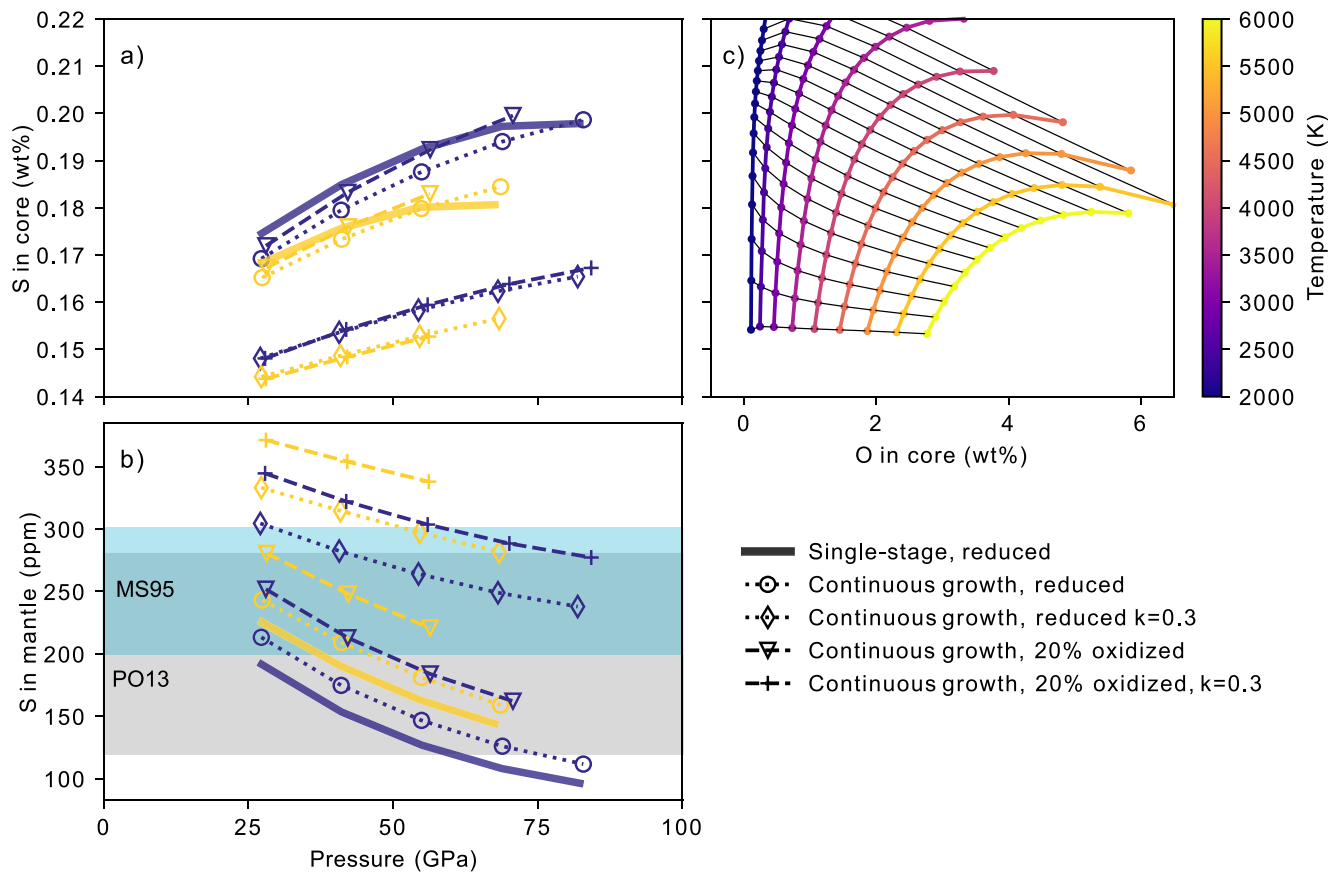 a)
S in core (wt%)
0.22
0.21
0.20
0.19
0.18
0.17
0.16
0.15
0.14
c)
0
2
4
6
O in core (wt%)
6000
5500
5000
4500
4000
3500
3000
2500
2000
Temperature (K)
b)
S in mantle (ppm)
350
300
250
200
150
100
MS95
PO13
0
25
50
75
100
Pressure (GPa)
Single-stage, reduced
Continuous growth, reduced
Continuous growth, reduced k=0.3
Continuous growth, 20% oxidized
Continuous growth, 20% oxidized, k=0.3